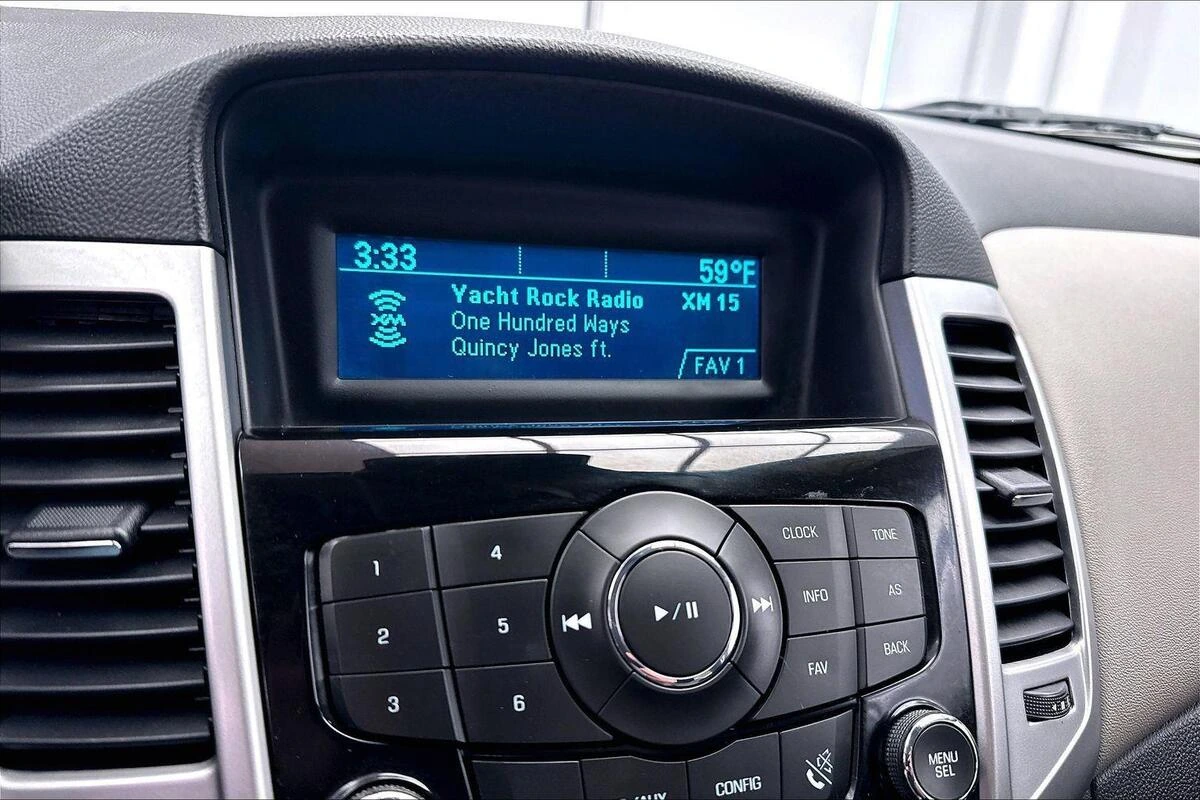 3:33 59°F
Yacht Rock Radio XM 15
XM One Hundred Ways
Quincy Jones ft.
FAV 1
1 4 CLOCK TONE
2 5 INFO AS
3 6 FAV BACK
CONFIG
MENU
SEL